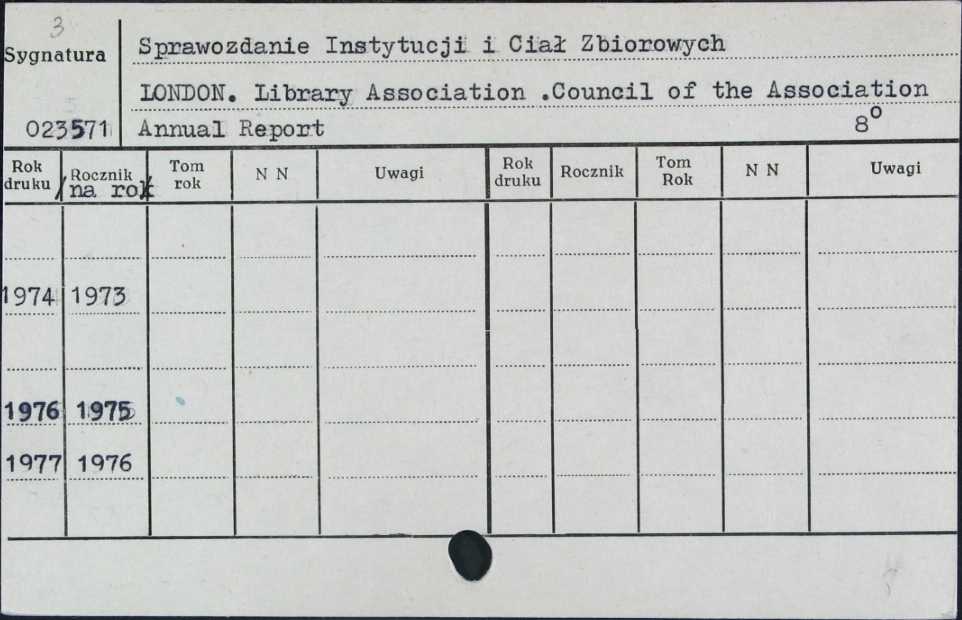 3
Sygnatura
Sprawozdanie Instytucji i Ciał Zbiorowych
LONDON. Library Association .Council of the Association
023571
Annual Report 8o
Rok druku Rocznik Tom rok N N Uwagi Rok druku Rocznik Tom Rok N N Uwagi
/na rok
1974 1973
1976 1975
1977 1976